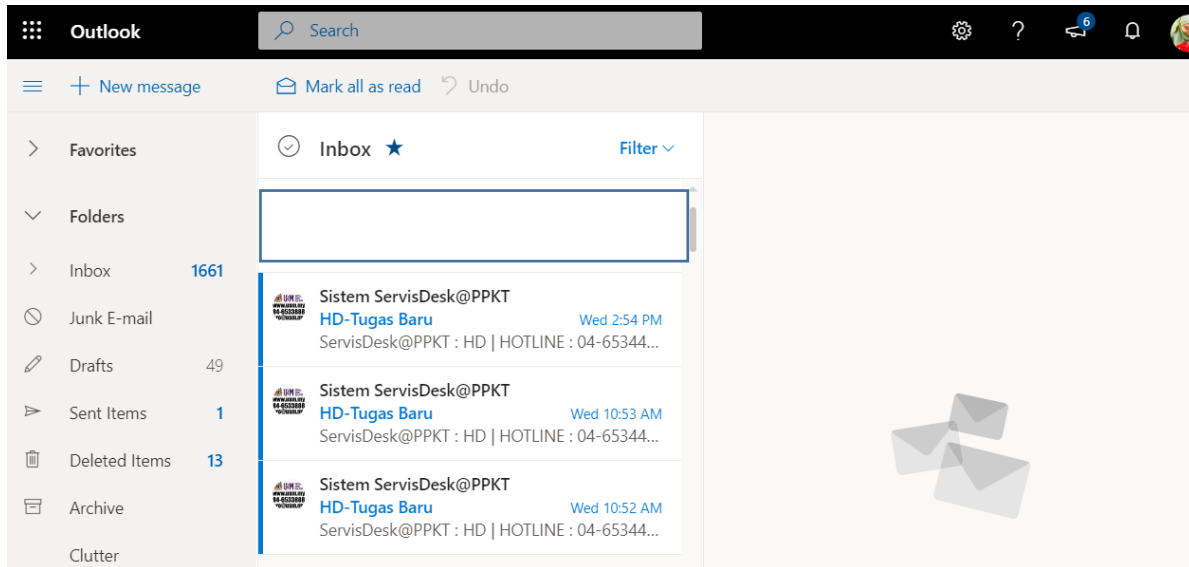 Outlook
Search
6
New message
Mark all as read
Undo
Favorites
Inbox
Filter
Folders
Inbox 1661
Junk E-mail
Drafts 49
Sent Items 1
Deleted Items 13
Archive
Clutter
Sistem ServisDesk@PPKT
HD-Tugas Baru Wed 2:54 PM
ServisDesk@PPKT : HD | HOTLINE : 04-65344...
Sistem ServisDesk@PPKT
HD-Tugas Baru Wed 10:53 AM
ServisDesk@PPKT : HD | HOTLINE : 04-65344...
Sistem ServisDesk@PPKT
HD-Tugas Baru Wed 10:52 AM
ServisDesk@PPKT : HD | HOTLINE : 04-65344...